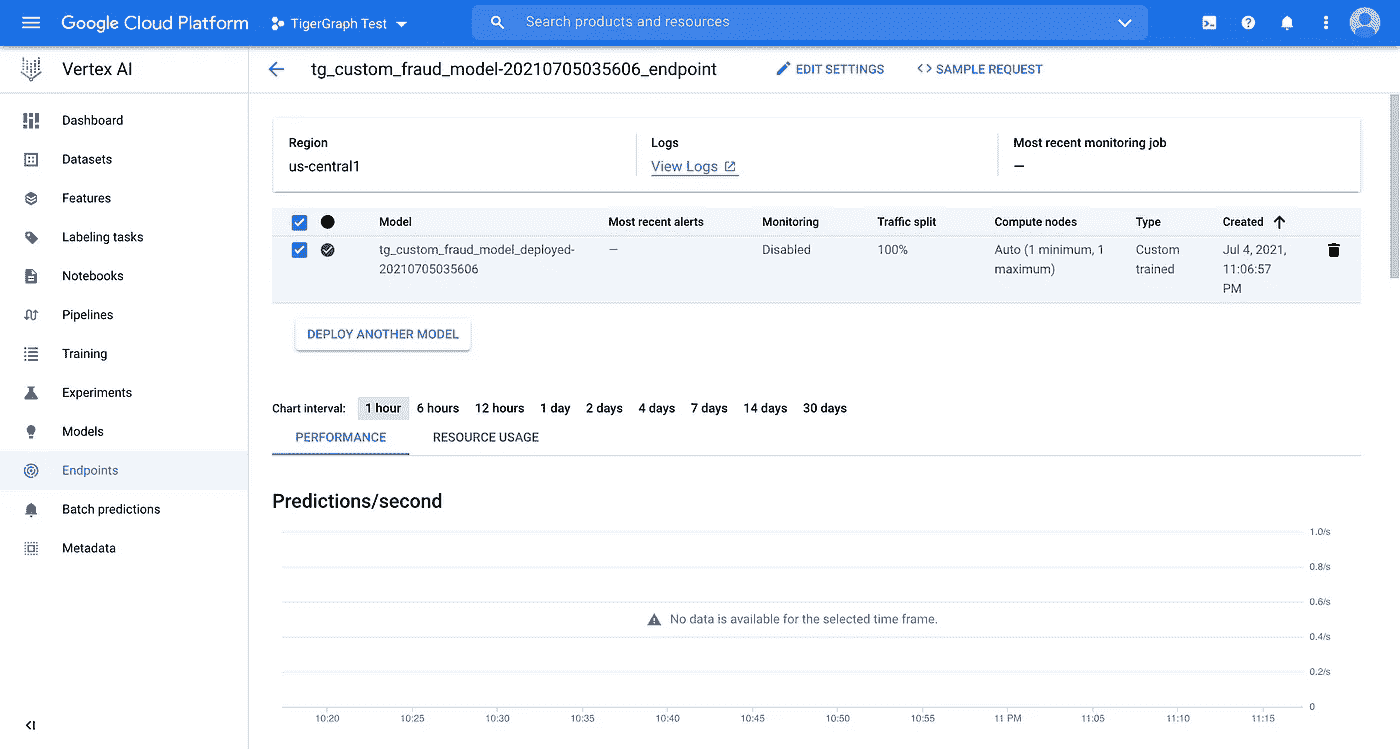 Google Cloud Platform
TigerGraph Test
Search products and resources
Vertex AI
tg_custom_fraud_model-20210705035606_endpoint
EDIT SETTINGS
SAMPLE REQUEST
Dashboard
Datasets
Features
Labeling tasks
Notebooks
Pipelines
Training
Experiments
Models
Endpoints
Batch predictions
Metadata
Region
us-central1
Logs
View Logs
Most recent monitoring job
—
Model Most recent alerts Monitoring Traffic split Compute nodes Type Created
tg_custom_fraud_model_deployed- — Disabled 100% Auto (1 minimum, 1 Custom Jul 4, 2021,
20210705035606 maximum) trained 11:06:57
PM
DEPLOY ANOTHER MODEL
Chart interval: 1 hour 6 hours 12 hours 1 day 2 days 4 days 7 days 14 days 30 days
PERFORMANCE RESOURCE USAGE
Predictions/second
1.0/s
0.8/s
0.6/s
No data is available for the selected time frame.
0.4/s
0.2/s
0
10:20 10:25 10:30 10:35 10:40 10:45 10:50 10:55 11 PM 11:05 11:10 11:15